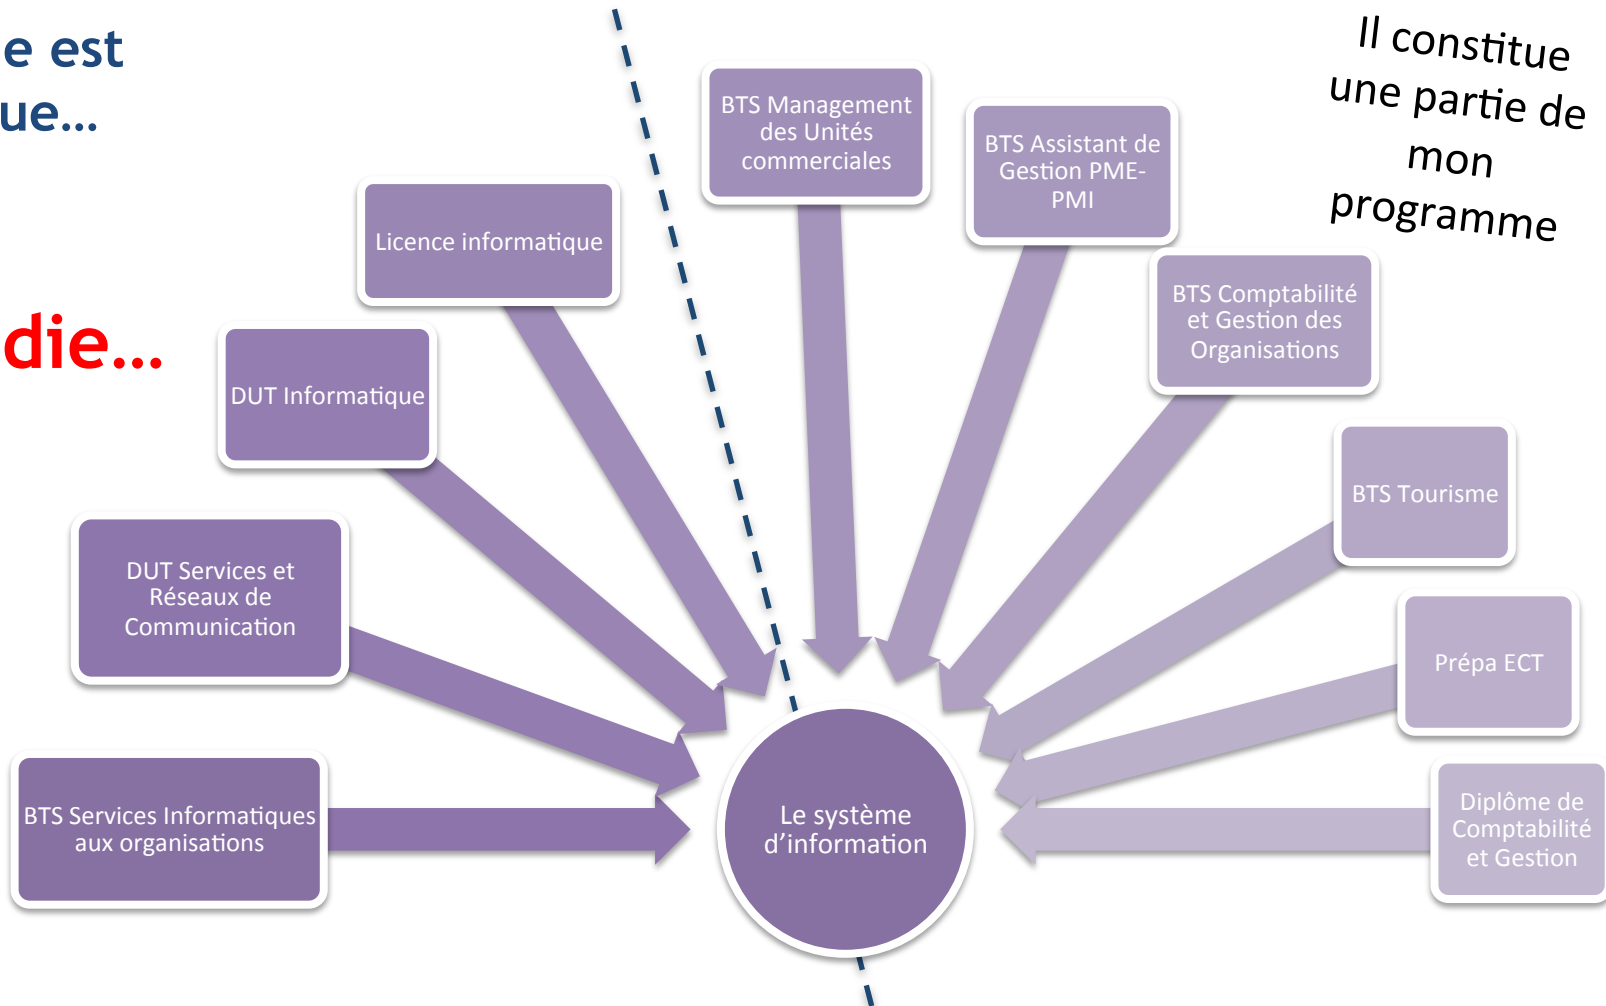 e est
ue...
die...
Il constitue
une partie de
mon
programme
BTS Management
des Unités
commerciales
BTS Assistant de
Gestion PME-
PMI
Licence informatique
BTS Comptabilité
et Gestion des
Organisations
DUT Informatique
BTS Tourisme
DUT Services et
Réseaux de
Communication
Prépa ECT
BTS Services Informatiques
aux organisations
Le système
d’information
Diplôme de
Comptabilité
et Gestion